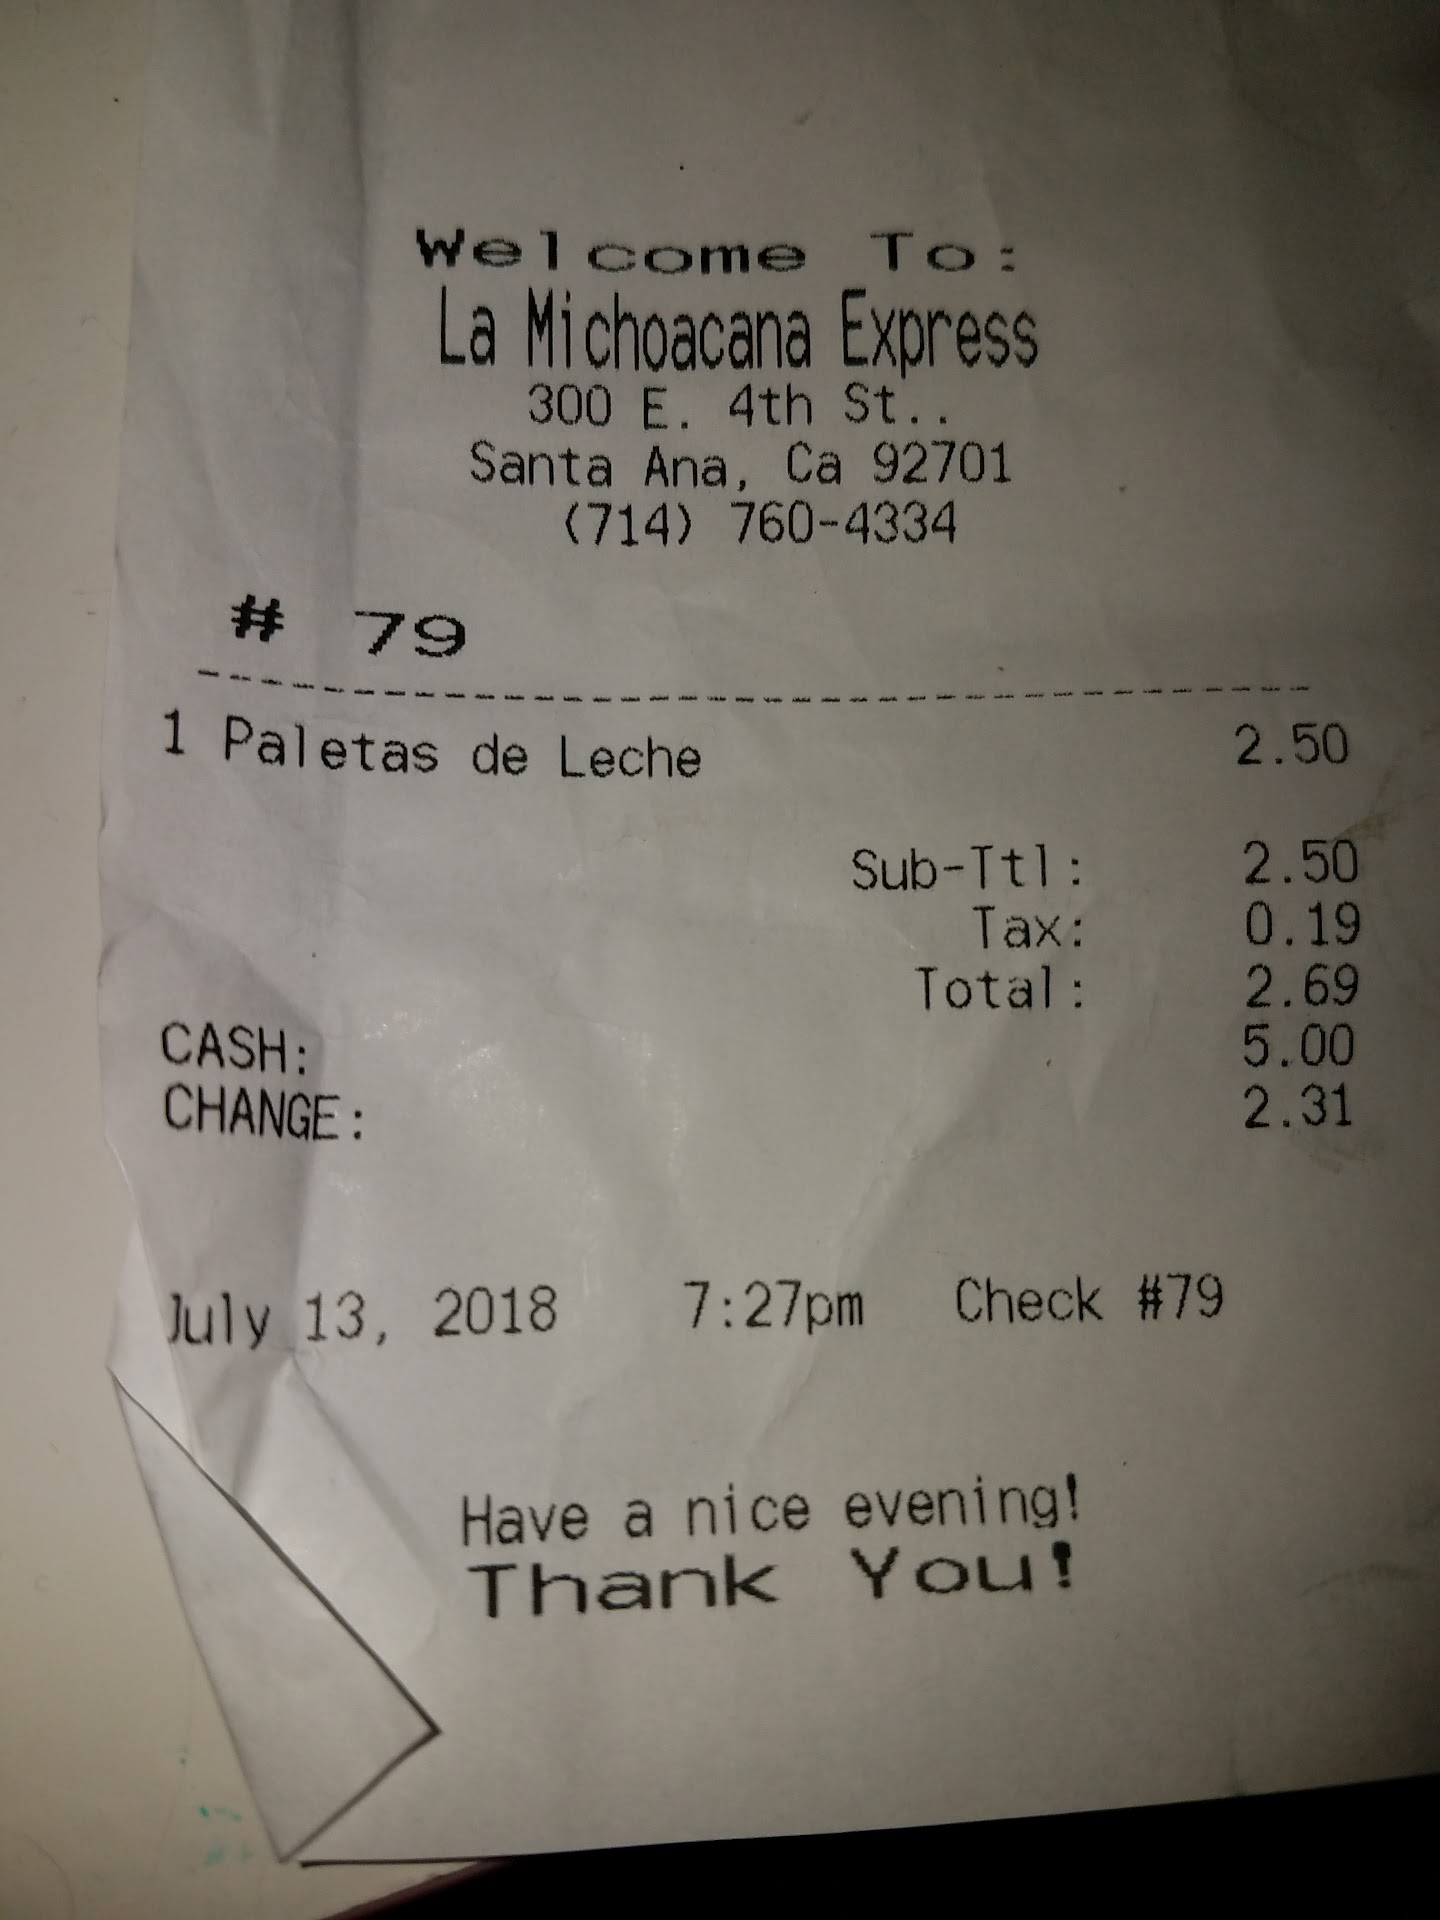 Welcome To:
La Michoacana Express
300 E. 4th St..
Santa Ana, Ca 92701
(714) 760-4334
# 79
1 Paletas de Leche 2.50
Sub-Ttl: 2.50
Tax: 0.19
Total: 2.69
CASH: 5.00
CHANGE: 2.31
July 13, 2018 7:27pm Check #79
Have a nice evening!
Thank You!